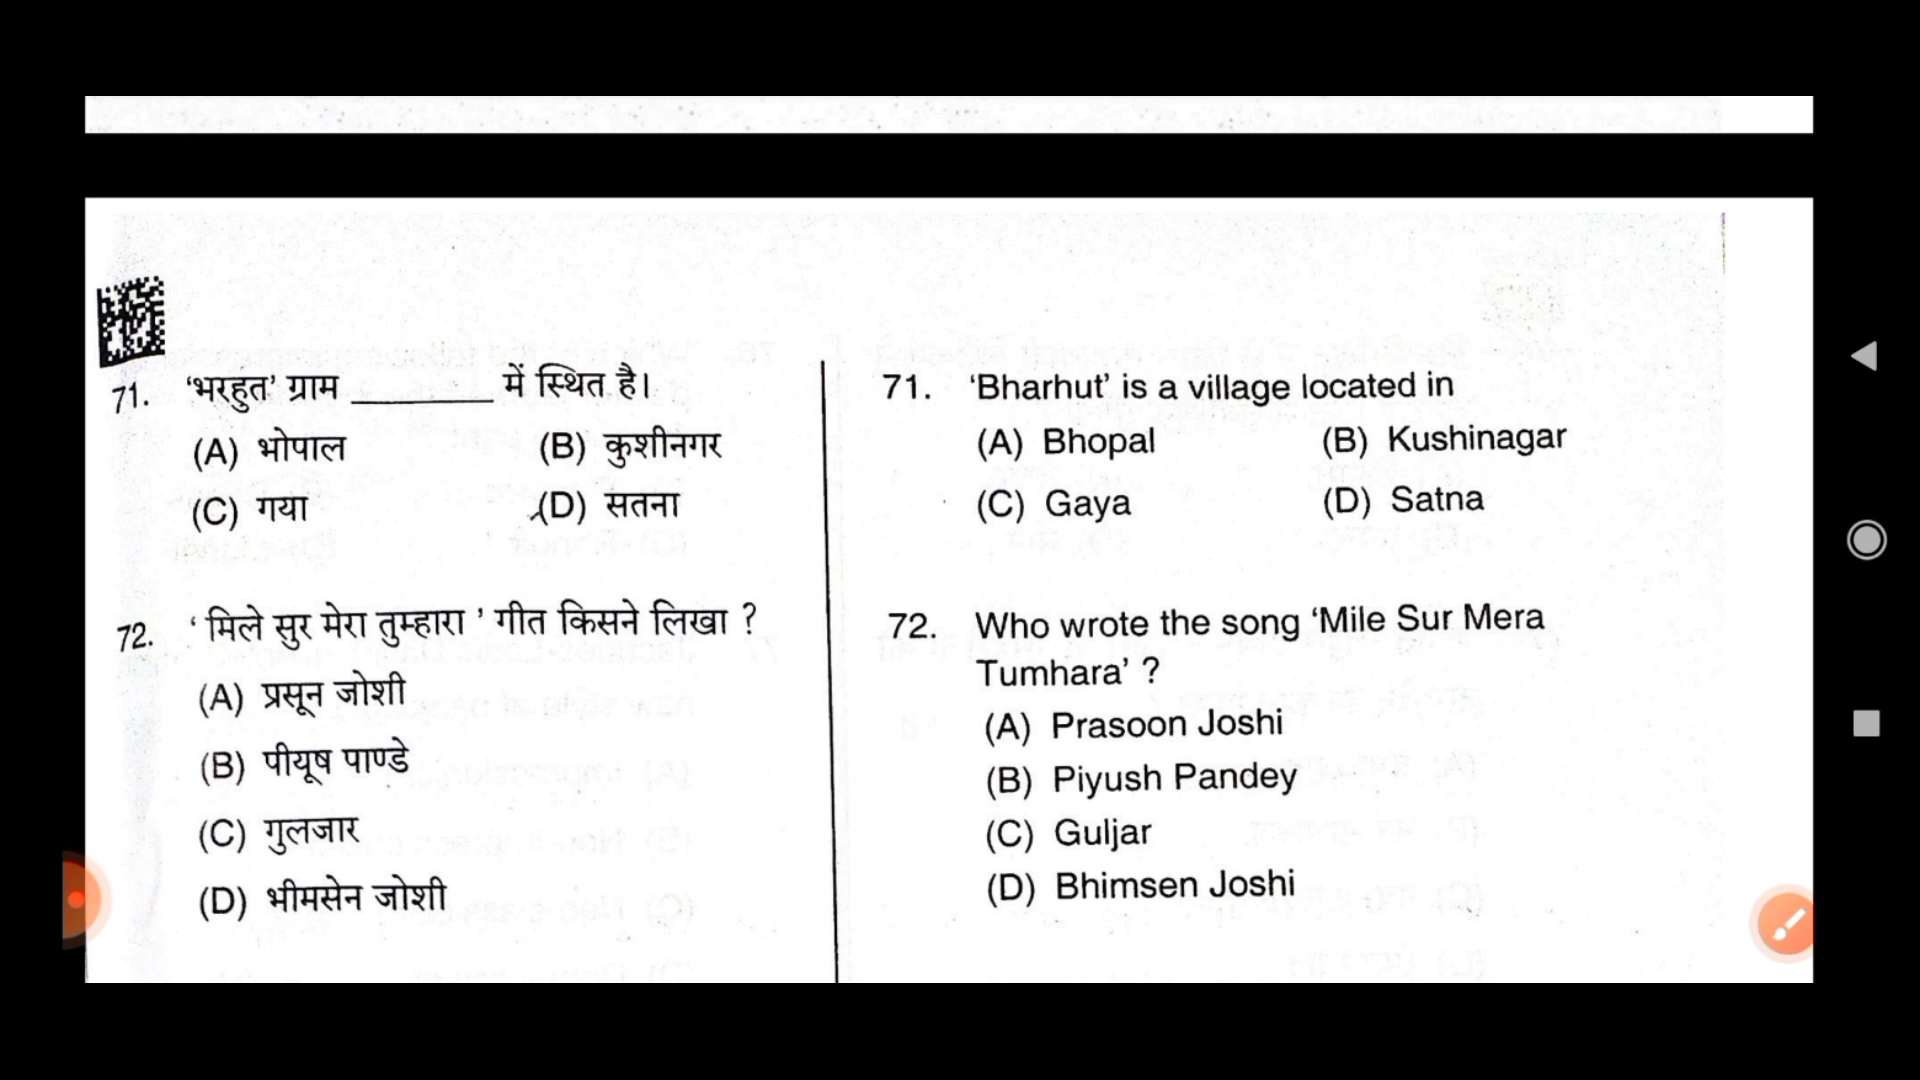 71. ‘भरहुत’ ग्राम ________ में स्थित है।
(A) भोपाल (B) कुशीनगर
(C) गया (D) सतना
72. ‘ मिले सुर मेरा तुम्हारा ’ गीत किसने लिखा ?
(A) प्रसून जोशी
(B) पीयूष पाण्डे
(C) गुलजार
(D) भीमसेन जोशी
71. ‘Bharhut’ is a village located in
(A) Bhopal (B) Kushinagar
(C) Gaya (D) Satna
72. Who wrote the song ‘Mile Sur Mera
Tumhara’ ?
(A) Prasoon Joshi
(B) Piyush Pandey
(C) Guljar
(D) Bhimsen Joshi